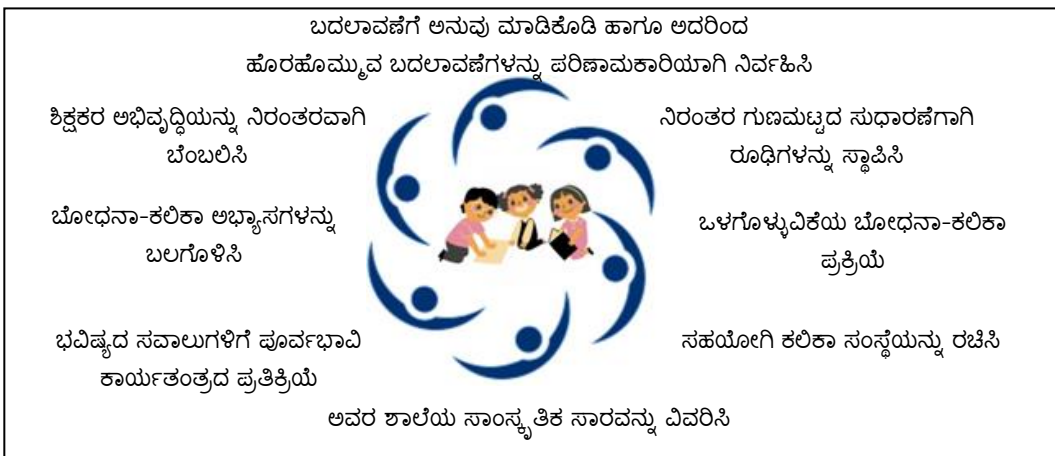 ಬದಲಾವಣೆಗೆ ಅನುವು ಮಾಡಿಕೊಡಿ ಹಾಗೂ ಅದರಿಂದ
ಹೊರಹೊಮ್ಮುವ ಬದಲಾವಣೆಗಳನ್ನು ಪರಿಣಾಮಕಾರಿಯಾಗಿ ನಿರ್ವಹಿಸಿ
ಶಿಕ್ಷಕರ ಅಭಿವೃದ್ಧಿಯನ್ನು ನಿರಂತರವಾಗಿ
ಬೆಂಬಲಿಸಿ
ನಿರಂತರ ಗುಣಮಟ್ಟದ ಸುಧಾರಣೆಗಾಗಿ
ರೂಢಿಗಳನ್ನು ಸ್ಥಾಪಿಸಿ
ಬೋಧನಾ-ಕಲಿಕಾ ಅಭ್ಯಾಸಗಳನ್ನು
ಬಲಗೊಳಿಸಿ
ಒಳಗೊಳ್ಳುವಿಕೆಯ ಬೋಧನಾ-ಕಲಿಕಾ
ಪ್ರಕ್ರಿಯೆ
ಭವಿಷ್ಯದ ಸವಾಲುಗಳಿಗೆ ಪೂರ್ವಭಾವಿ
ಕಾರ್ಯತಂತ್ರದ ಪ್ರತಿಕ್ರಿಯೆ
ಸಹಯೋಗಿ ಕಲಿಕಾ ಸಂಸ್ಥೆಯನ್ನು ರಚಿಸಿ
ಅವರ ಶಾಲೆಯ ಸಾಂಸ್ಕೃತಿಕ ಸಾರವನ್ನು ವಿವರಿಸಿ